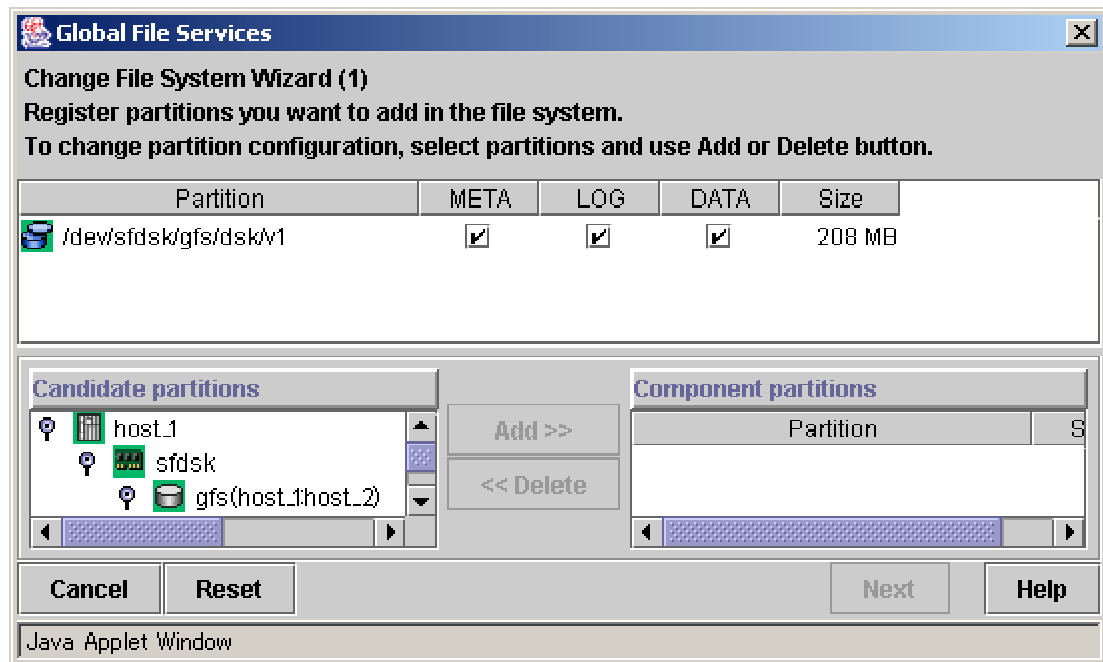 Global File Services
Change File System Wizard (1)
Register partitions you want to add in the file system.
To change partition configuration, select partitions and use Add or Delete button.
Partition META LOG DATA Size
/dev/sfdsk/gfs/dsk/v1 208 MB
Candidate partitions
host_1
sfdsk
gfs(host_1:host_2)
Add >>
<< Delete
Component partitions
Partition S
Cancel Reset Next Help
Java Applet Window